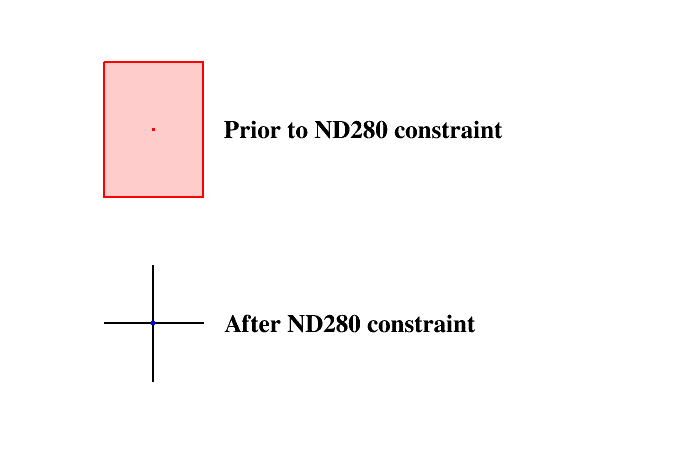 Prior to ND280 constraint
After ND280 constraint